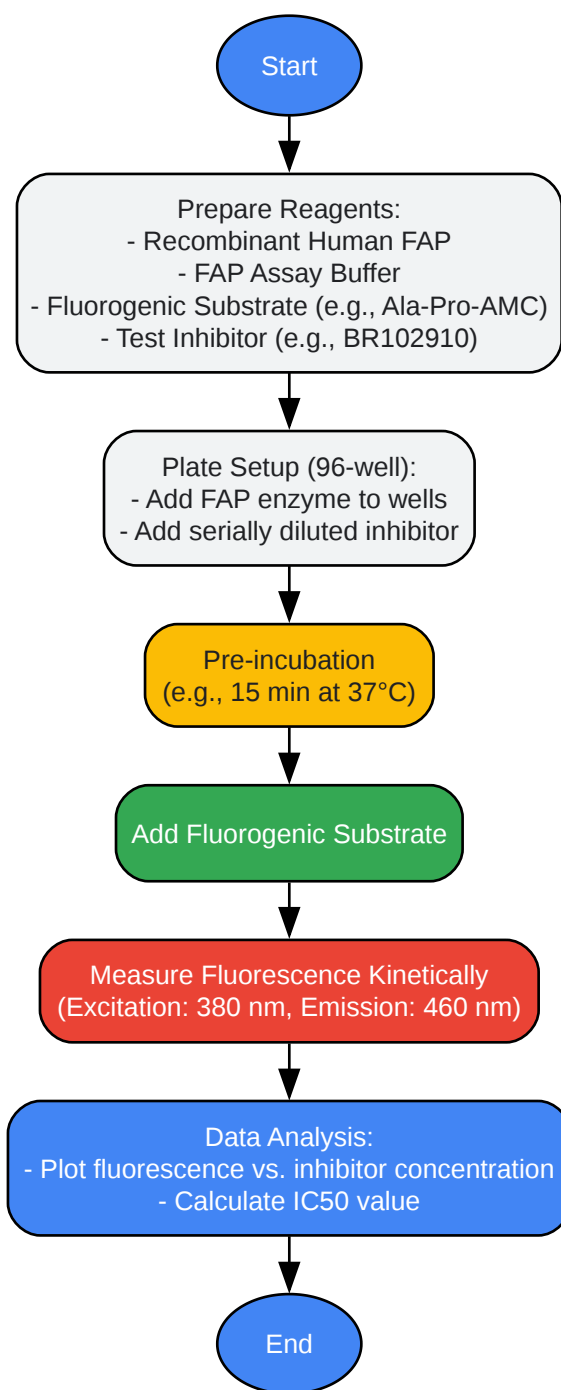 Start
Prepare Reagents:
- Recombinant Human FAP
- FAP Assay Buffer
- Fluorogenic Substrate (e.g., Ala-Pro-AMC)
- Test Inhibitor (e.g., BR102910)
Plate Setup (96-well):
- Add FAP enzyme to wells
- Add serially diluted inhibitor
Pre-incubation
(e.g., 15 min at 37°C)
Add Fluorogenic Substrate
Measure Fluorescence Kinetically
(Excitation: 380 nm, Emission: 460 nm)
Data Analysis:
- Plot fluorescence vs. inhibitor concentration
- Calculate IC50 value
End